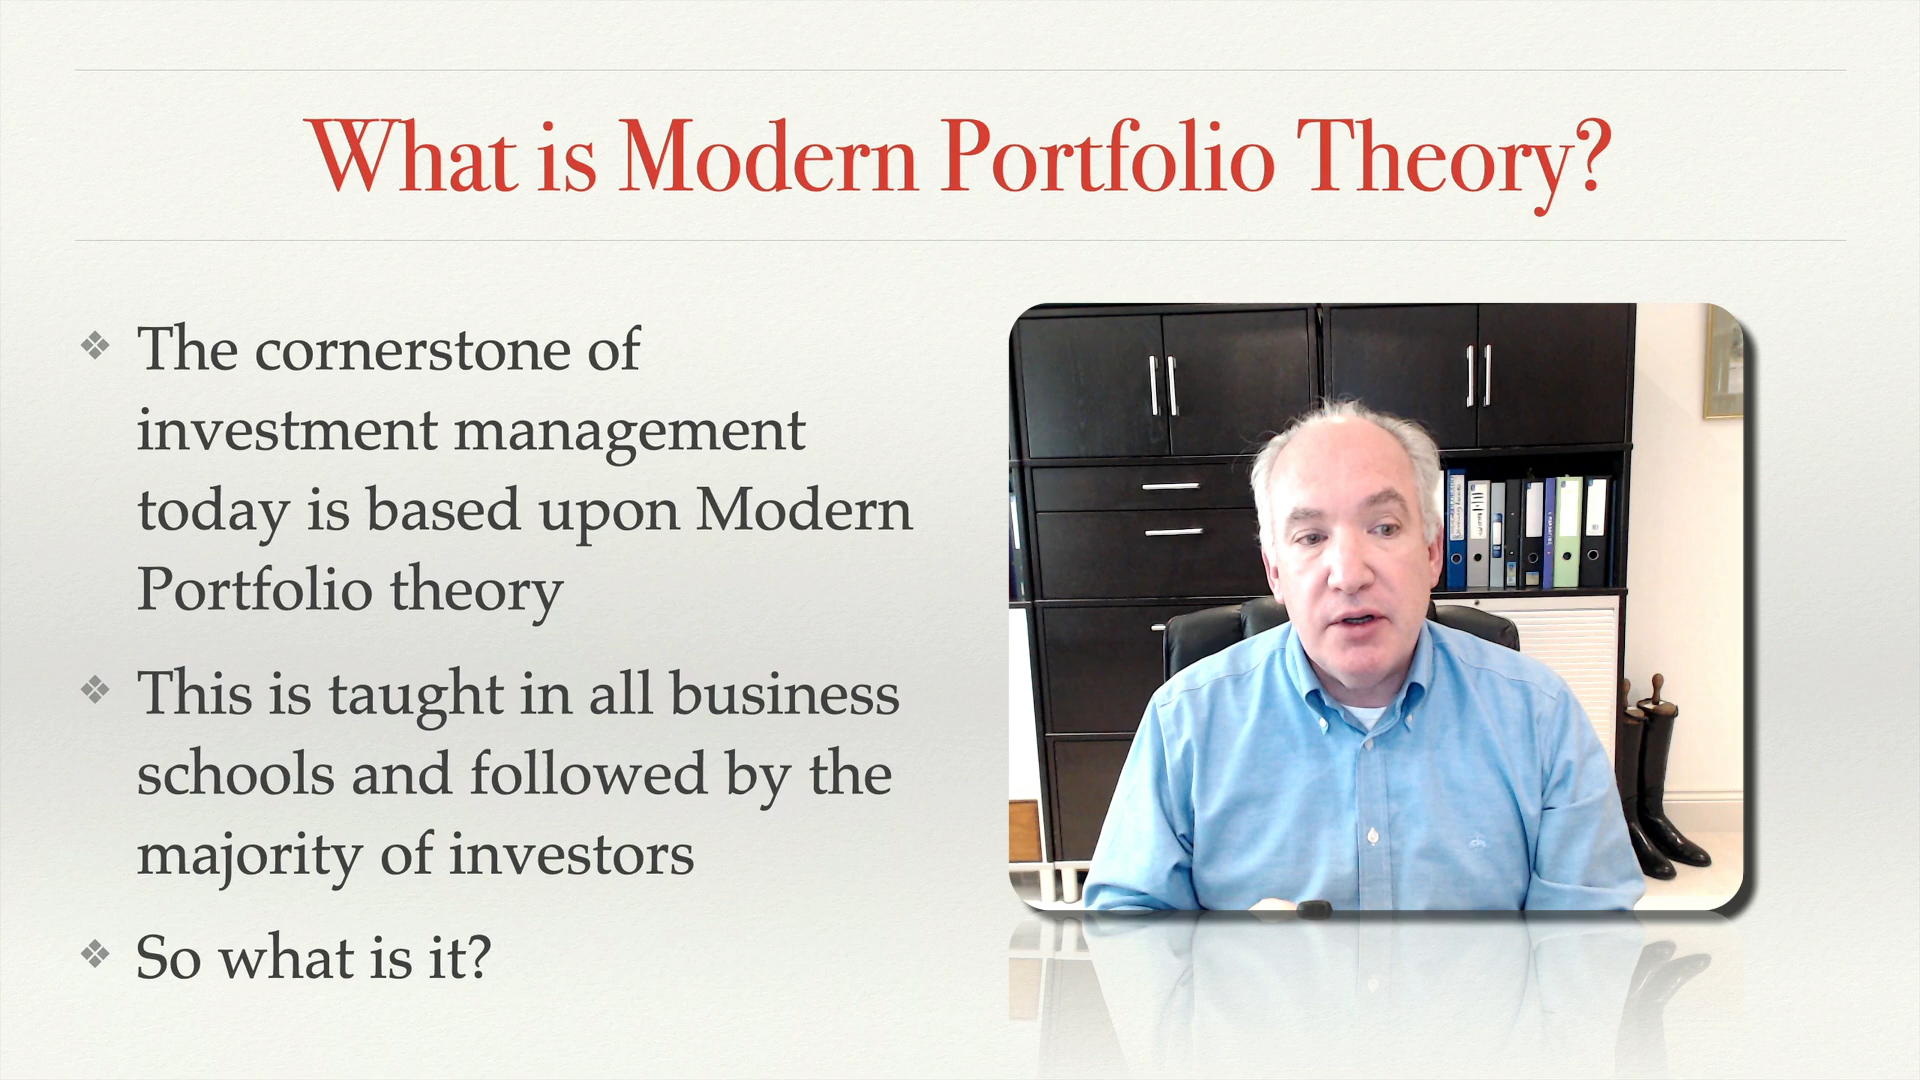 What is Modern Portfolio Theory?
The cornerstone of
investment management
today is based upon Modern
Portfolio theory
This is taught in all business
schools and followed by the
majority of investors
So what is it?